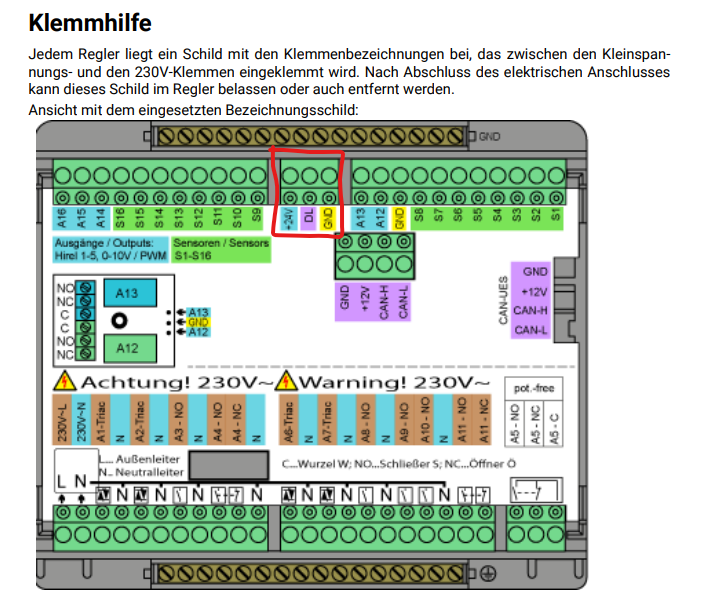 Klemmhilfe
Jedem Regler liegt ein Schild mit den Klemmenbezeichnungen bei, das zwischen den Kleinspan-
nungs- und den 230V-Klemmen eingeklemmt wird. Nach Abschluss des elektrischen Anschlusses
kann dieses Schild im Regler belassen oder auch entfernt werden.
Ansicht mit dem eingesetzten Bezeichnungsschild:
GND
A16 A15 A14 S16 S15 S14 S13 S12 S11 S10 S9 +24V DL GND A13 A12 GND S8 S7 S6 S5 S4 S3 S2 S1
Ausgänge / Outputs: Sensoren / Sensors
Hirel 1-5, 0-10V / PWM S1-S16
GND +12V CAN-H CAN-L
CAN-UES
GND
+12V
CAN-H
CAN-L
NO
NC
C
C
NO
NC
A13
A12
A13
GND
A12
Achtung! 230V~ Warning! 230V~
pot.-free
230V~L 230V~N A1-Triac N A2-Triac N A3 - NO N A4 - NO A4 - NC N A6-Triac N A7-Triac N A8 - NO N A9 - NO A10 - NO N A11 - NO A11 - NC A5 - NO A5 - NC A5 - C
L... Außenleiter
N.. Neutralleiter
C...Wurzel W; NO...Schließer S; NC...Öffner Ö
L N
N N N N N N N N